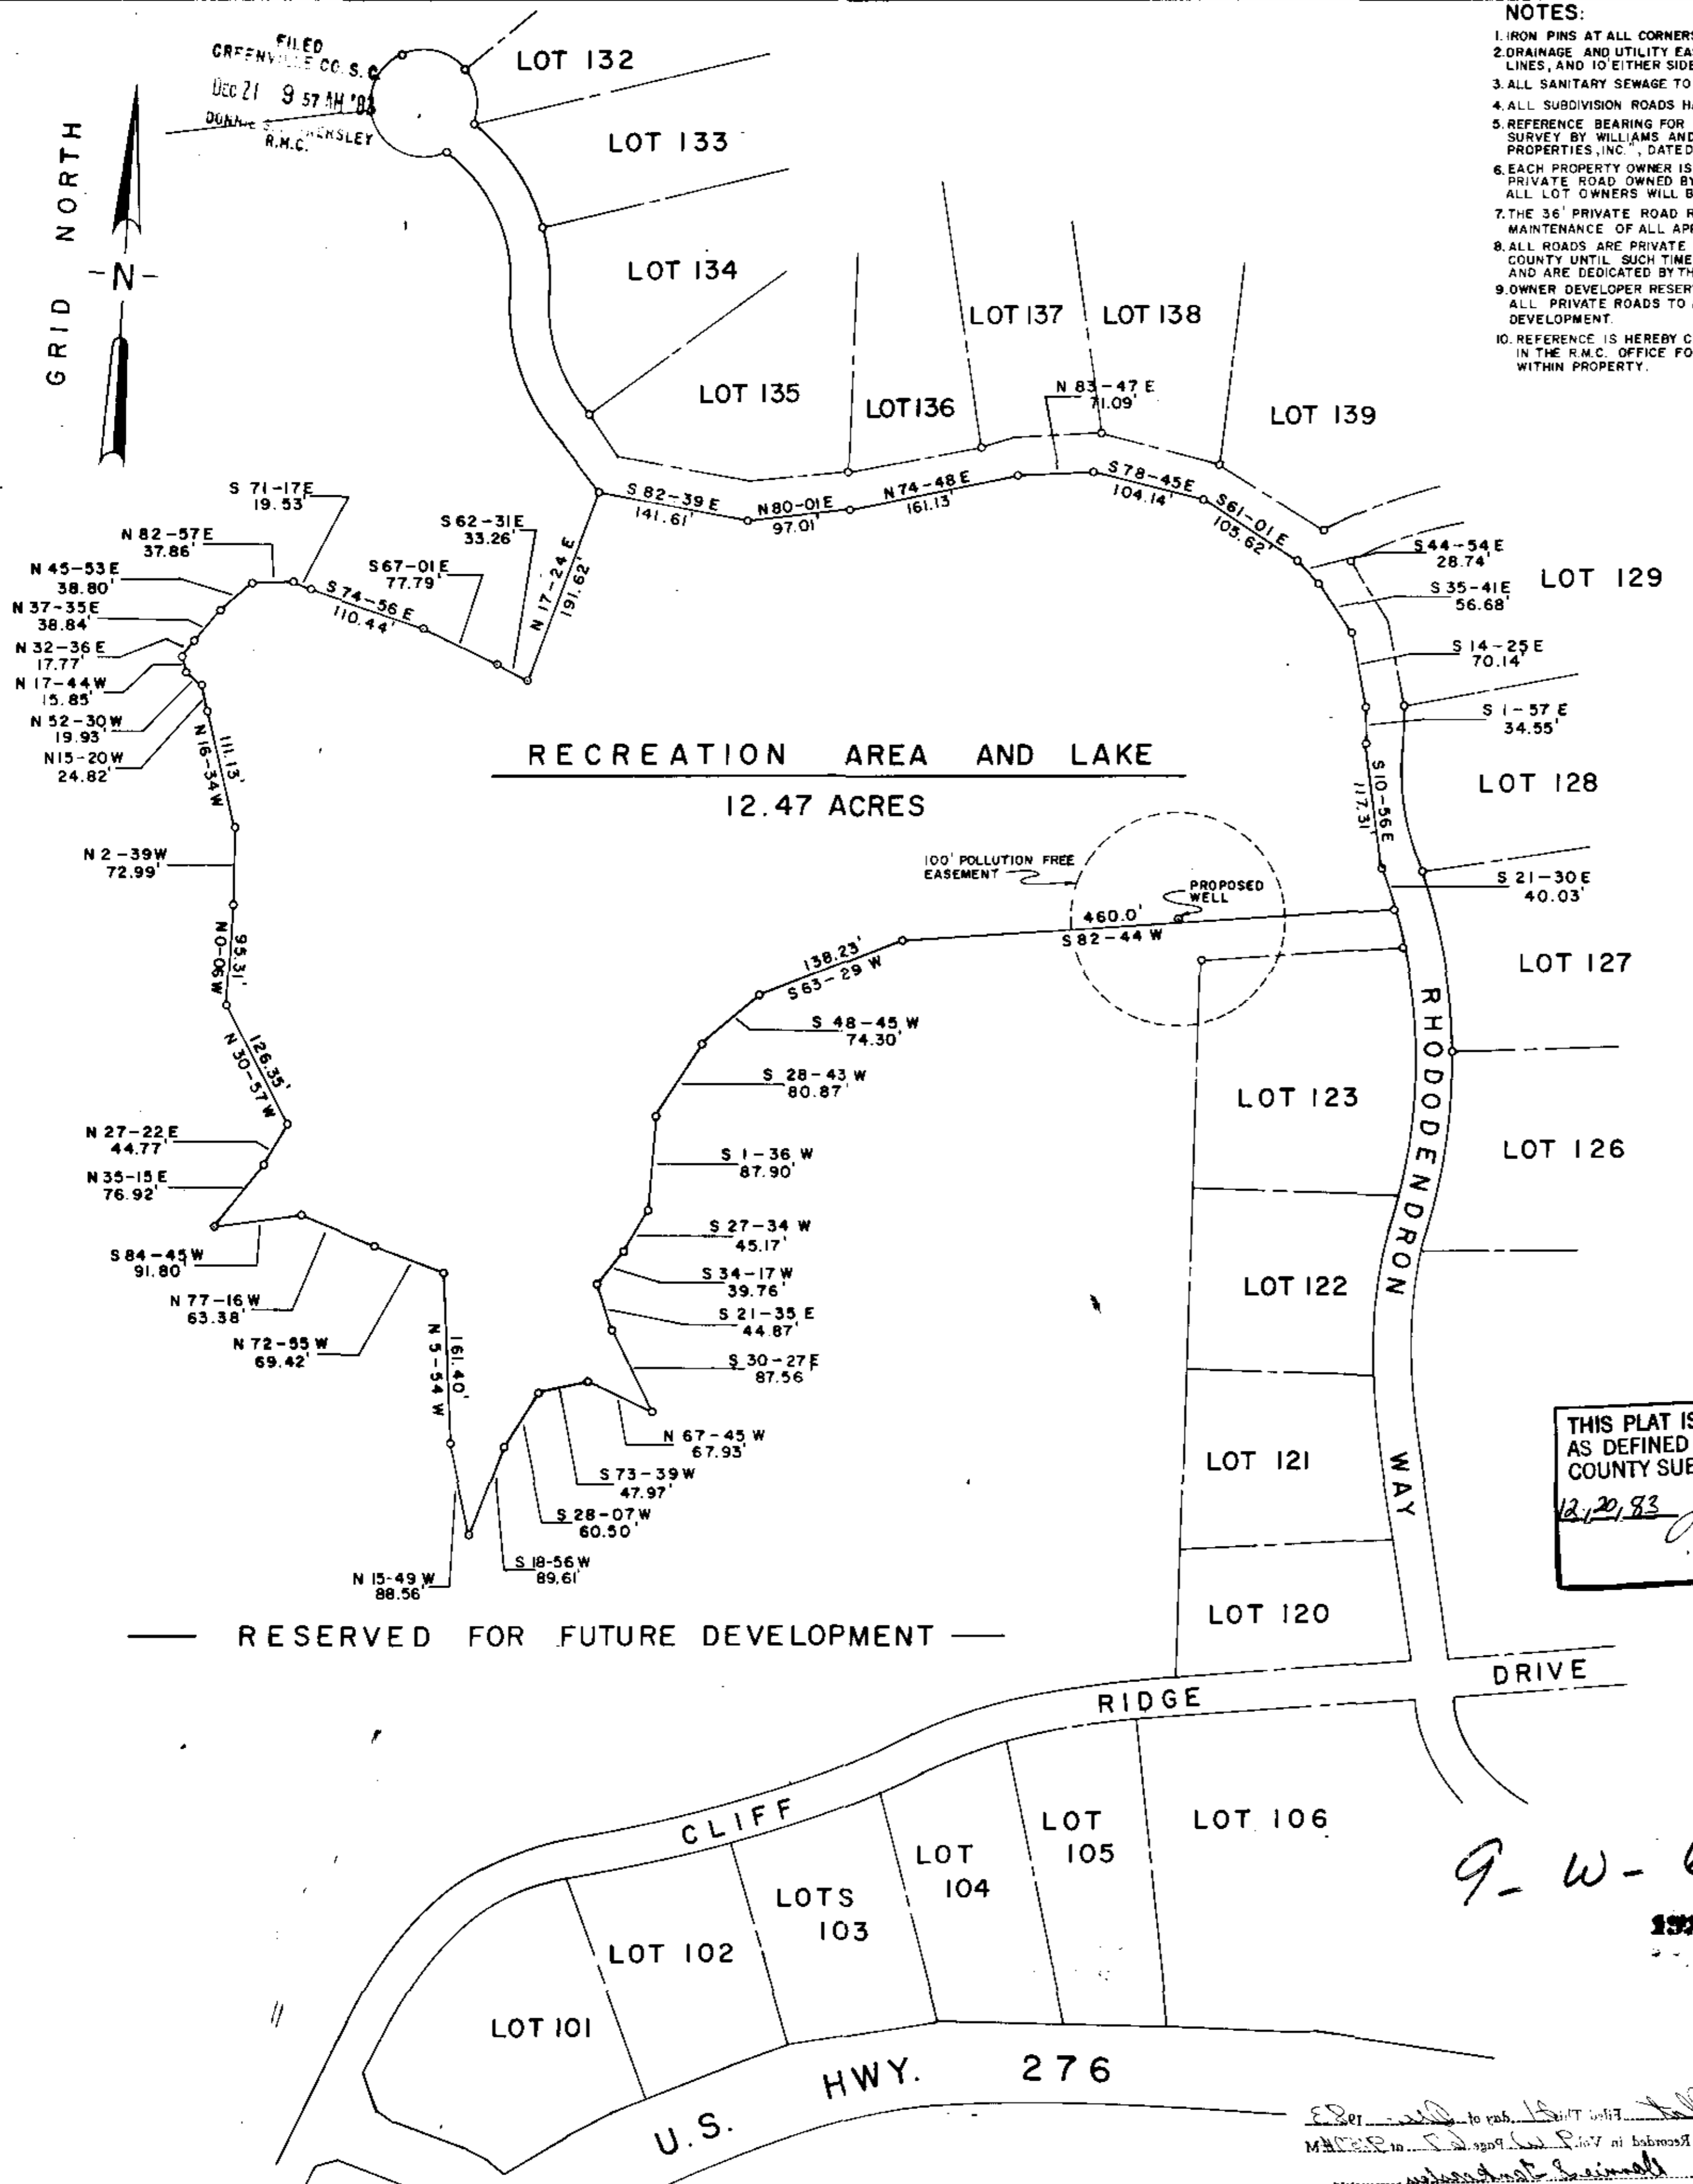 NOTES:
1. IRON PINS AT ALL CORNERS
2. DRAINAGE AND UTILITY EA
LINES, AND 10' EITHER SIDE
3. ALL SANITARY SEWAGE TO
4. ALL SUBDIVISION ROADS HA
5. REFERENCE BEARING FOR
SURVEY BY WILLIAMS AND
PROPERTIES, INC.", DATED
6. EACH PROPERTY OWNER IS
PRIVATE ROAD OWNED BY
ALL LOT OWNERS WILL B
7. THE 36' PRIVATE ROAD R
MAINTENANCE OF ALL
8. ALL ROADS ARE PRIVATE
COUNTY UNTIL SUCH TIME
AND ARE DEDICATED BY TH
9. OWNER DEVELOPER RESER
ALL PRIVATE ROADS TO
DEVELOPMENT.
10. REFERENCE IS HEREBY C
IN THE R.M.C. OFFICE FO
WITHIN PROPERTY.
FILED
GREENVILLE CO. S. C.
DEC 21 9 57 AM '83
R.M.C.
GRID NORTH
-N-
LOT 132
LOT 133
LOT 134
LOT 135
LOT 136
LOT 137
LOT 138
LOT 139
N 83-47 E
71.09'
S 82-39 E
141.61'
N 80-01 E
97.01'
N 74-48 E
161.13'
S 78-45 E
104.14'
S 61-01 E
105.62'
S 44-54 E
28.74'
LOT 129
S 35-41 E
56.68'
S 14-25 E
70.14'
S 1-57 E
34.55'
LOT 128
S 10-56 E
117.31'
S 21-30 E
40.03'
LOT 127
S 71-17 E
19.53'
N 82-57 E
37.86'
N 45-53 E
38.80'
N 37-35 E
38.84'
N 32-36 E
17.77'
N 17-44 W
15.85'
N 52-30 W
19.93'
N 15-20 W
24.82'
S 74-56 E
110.44'
S 67-01 E
77.79'
S 62-31 E
33.26'
N 17-24 E
191.62'
111.13'
N 16-34 W
RECREATION AREA AND LAKE
12.47 ACRES
N 2-39 W
72.99'
95.31'
N 0-06 W
126.35'
N 30-57 W
100' POLLUTION FREE
EASEMENT
PROPOSED
WELL
460.0'
S 82-44 W
138.23'
S 63-29 W
S 48-45 W
74.30'
S 28-43 W
80.87'
S 1-36 W
87.90'
S 27-34 W
45.17'
S 34-17 W
39.76'
S 21-35 E
44.87'
S 30-27 E
87.56'
N 67-45 W
67.93'
S 73-39 W
47.97'
S 28-07 W
60.50'
S 18-56 W
89.61'
N 15-49 W
88.56'
161.40'
N 5-54 W
N 72-55 W
69.42'
N 77-16 W
63.38'
S 84-45 W
91.80'
N 35-15 E
76.92'
N 27-22 E
44.77'
LOT 123
LOT 126
LOT 122
LOT 121
LOT 120
RHODODENDRON WAY
THIS PLAT IS
AS DEFINED
COUNTY SUB
12,20,83
RESERVED FOR FUTURE DEVELOPMENT
CLIFF RIDGE DRIVE
LOT 101
LOT 102
LOTS
103
LOT
104
LOT
105
LOT 106
9- W-
U.S. HWY. 276
Filed This 21 day of Dec 1983
Recorded in Vol. 9 W Page 67 at 9:57 AM